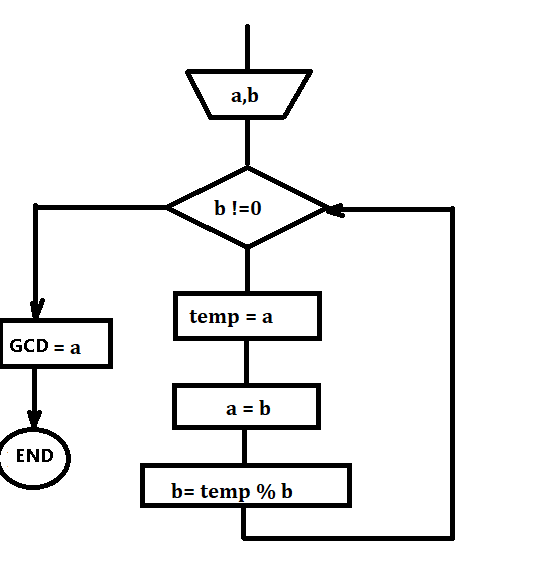 a,b
b !=0
temp = a
GCD = a
a = b
END
b= temp % b